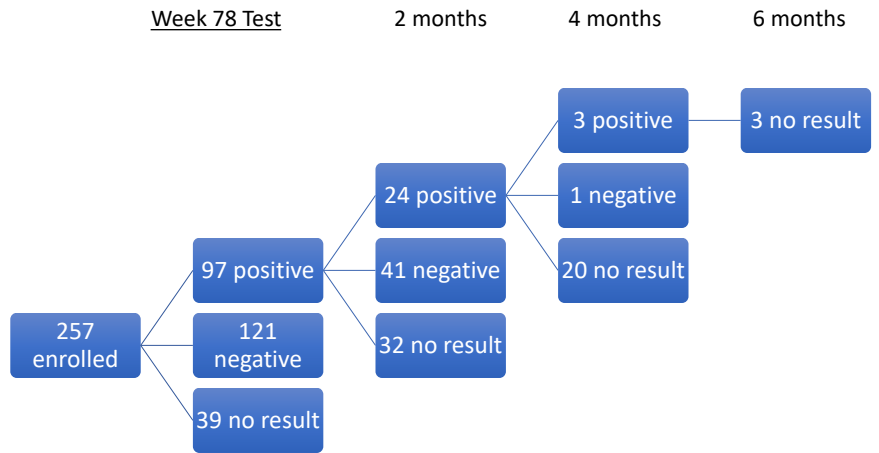 Week 78 Test
2 months
4 months
6 months
3 positive
3 no result
24 positive
1 negative
97 positive
41 negative
20 no result
257
enrolled
121
negative
32 no result
39 no result